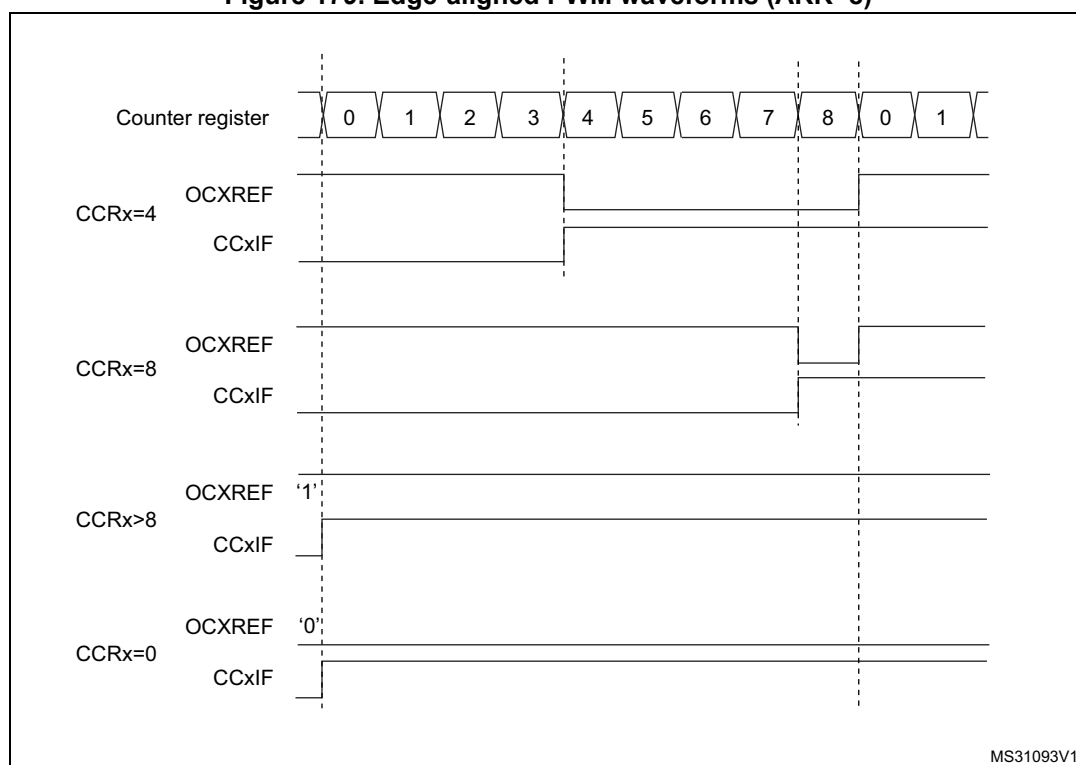 Figure 179. Edge-aligned PWM waveforms (ARR=8)
Counter register 0 1 2 3 4 5 6 7 8 0 1
OCXREF
CCRx=4
CCxIF
OCXREF
CCRx=8
CCxIF
OCXREF '1'
CCRx>8
CCxIF
OCXREF '0'
CCRx=0
CCxIF
MS31093V1